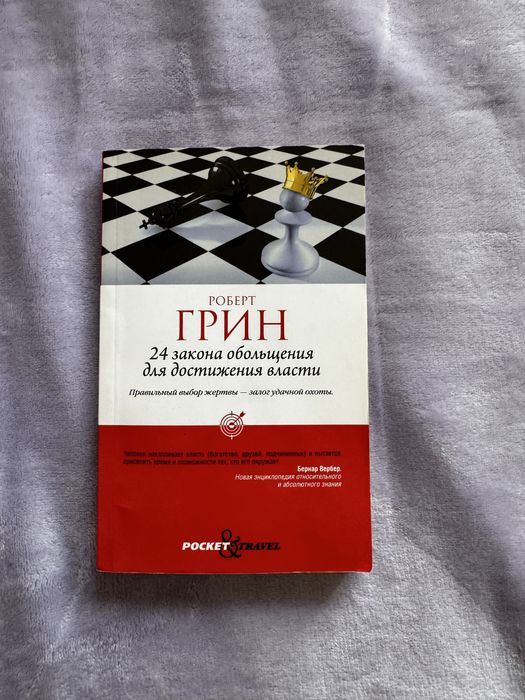 РОБЕРТ
ГРИН
24 закона обольщения
для достижения власти
Правильный выбор жертвы — залог удачной охоты.
Человек накапливает власть (богатство, друзей, подчиненных) и пытается
присвоить время и возможности тех, кто его окружает.
Бернар Вербер.
Новая энциклопедия относительного
и абсолютного знания
POCKET&TRAVEL